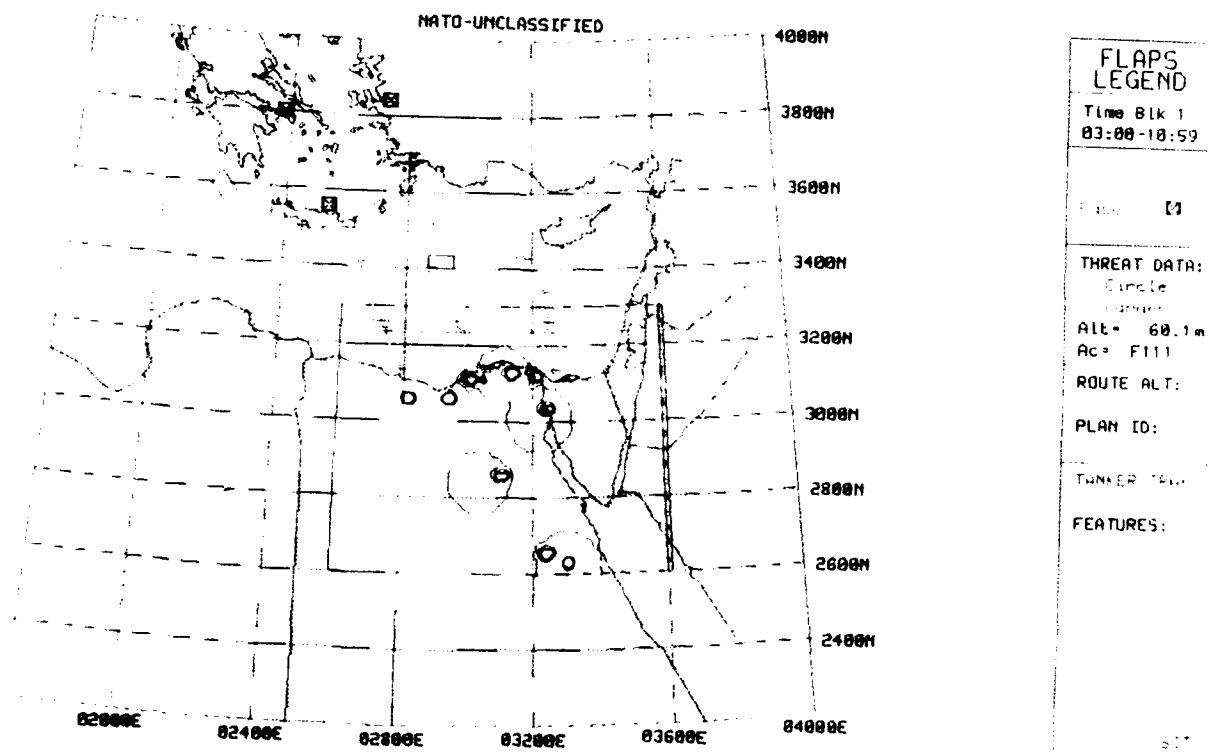 NATO-UNCLASSIFIED
4000N
3800N
3600N
3400N
3200N
3000N
2800N
2600N
2400N
02000E
02400E
02800E
03200E
03600E
04000E
FLAPS
LEGEND
Time Blk 1
03:00-10:59
THREAT DATA:
Circle
Alt= 60.1m
Ac= F111
ROUTE ALT:
PLAN ID:
TANKER
FEATURES: